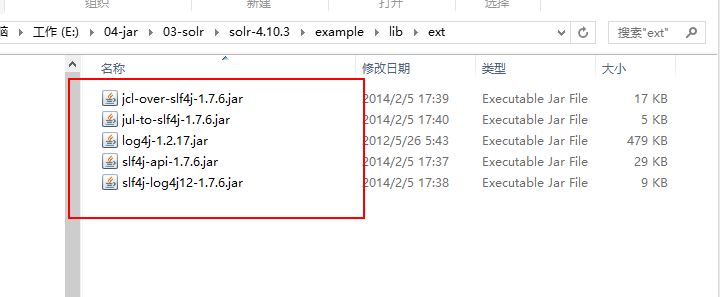 组织 新建 打开 选择
脑 工作 (E:) 04-jar 03-solr solr-4.10.3 example lib ext 搜索"ext"
名称 修改日期 类型 大小
jcl-over-slf4j-1.7.6.jar 2014/2/5 17:39 Executable Jar File 17 KB
jul-to-slf4j-1.7.6.jar 2014/2/5 17:40 Executable Jar File 5 KB
log4j-1.2.17.jar 2012/5/26 5:43 Executable Jar File 479 KB
slf4j-api-1.7.6.jar 2014/2/5 17:37 Executable Jar File 29 KB
slf4j-log4j12-1.7.6.jar 2014/2/5 17:38 Executable Jar File 9 KB